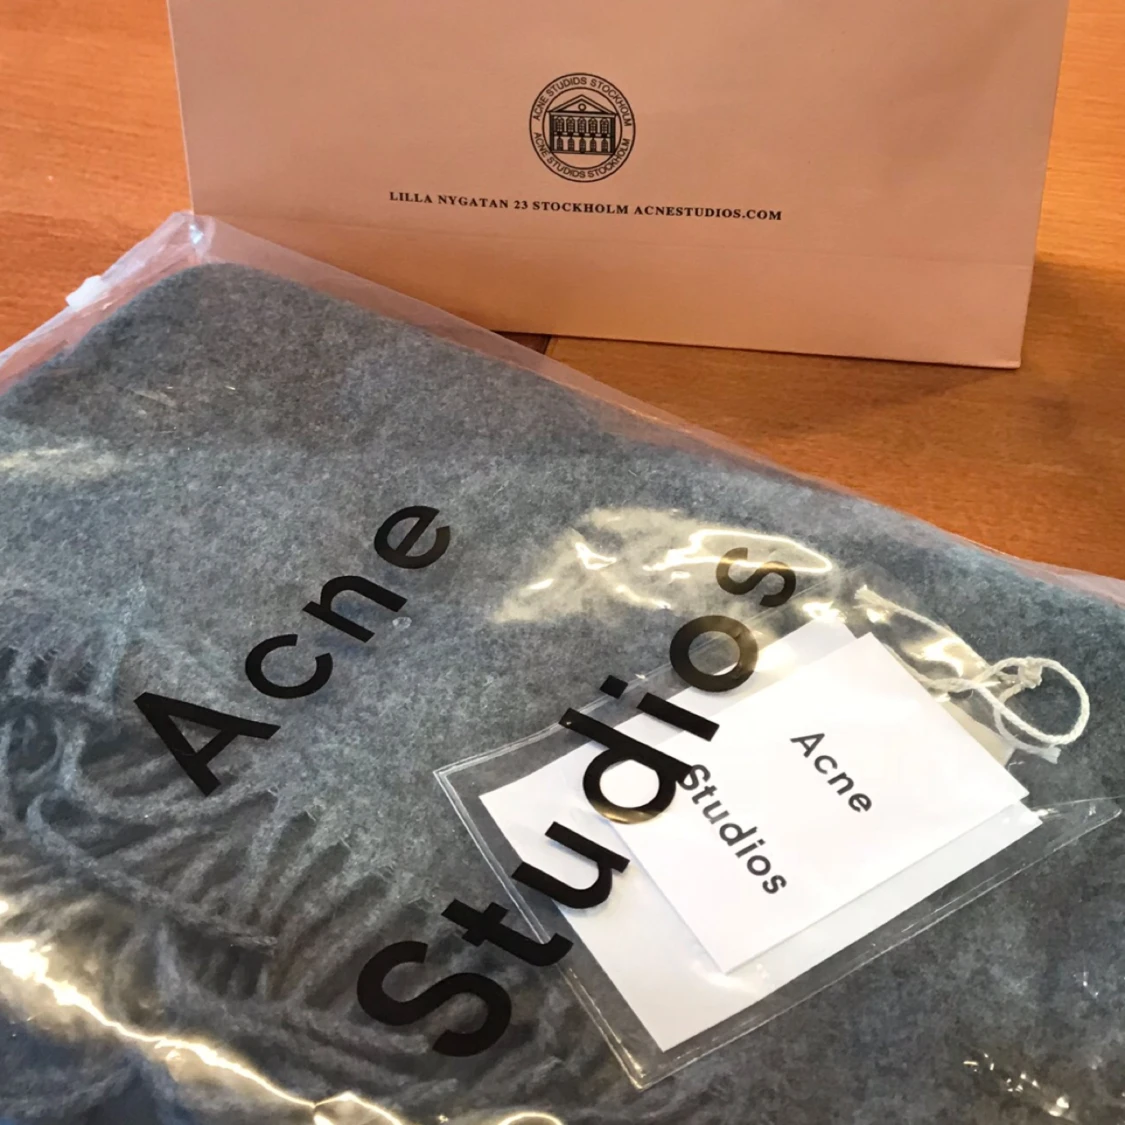 ACNE STUDIOS STOCKHOLM
ACNE STUDIOS STOCKHOLM
LILLA NYGATAN 23 STOCKHOLM ACNESTUDIOS.COM
Acne
Studios
Acne
Studios